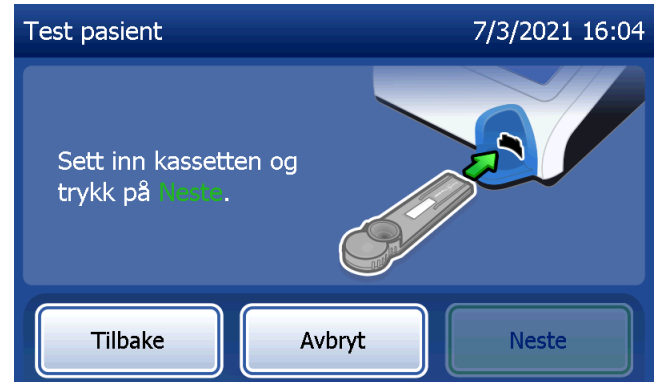 Test pasient 7/3/2021 16:04
Sett inn kassetten og
trykk på Neste.
Tilbake Avbryt Neste